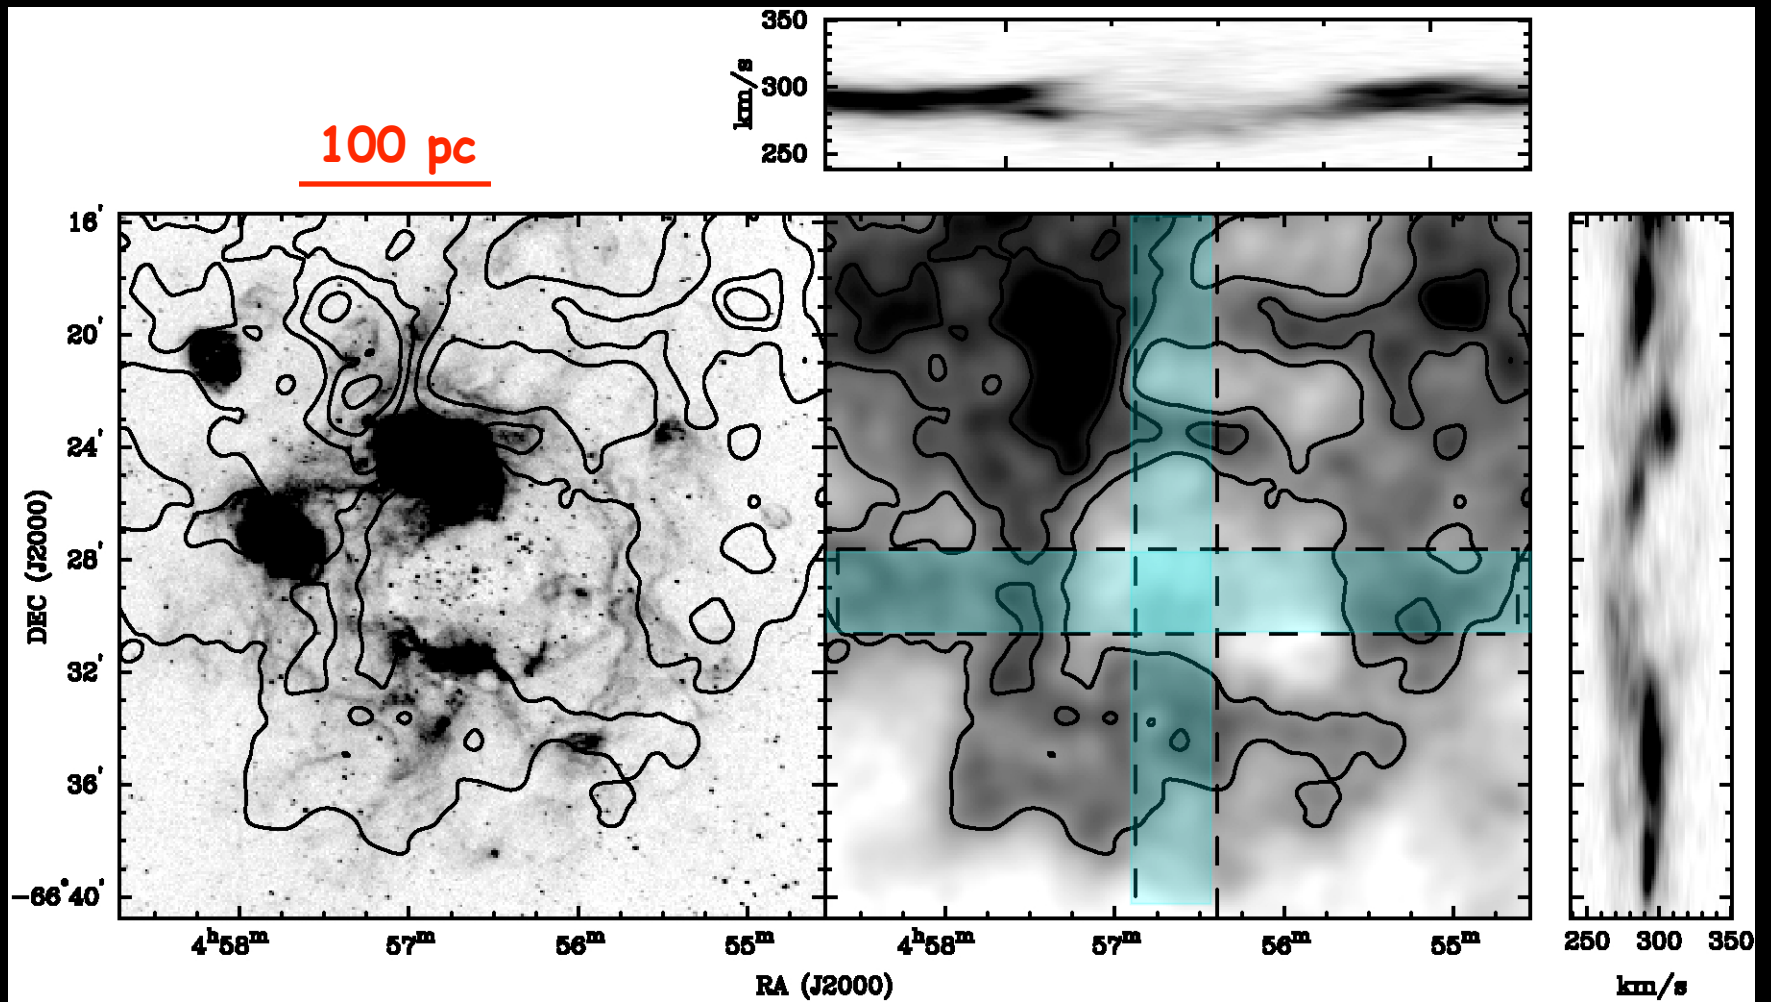 350
300
250
km/s
100 pc
16'
20'
24'
28'
32'
36'
-66°40'
DEC (J2000)
4ʰ58ᵐ
57ᵐ
56ᵐ
55ᵐ
4ʰ58ᵐ
57ᵐ
56ᵐ
55ᵐ
250 300 350
RA (J2000)
km/s